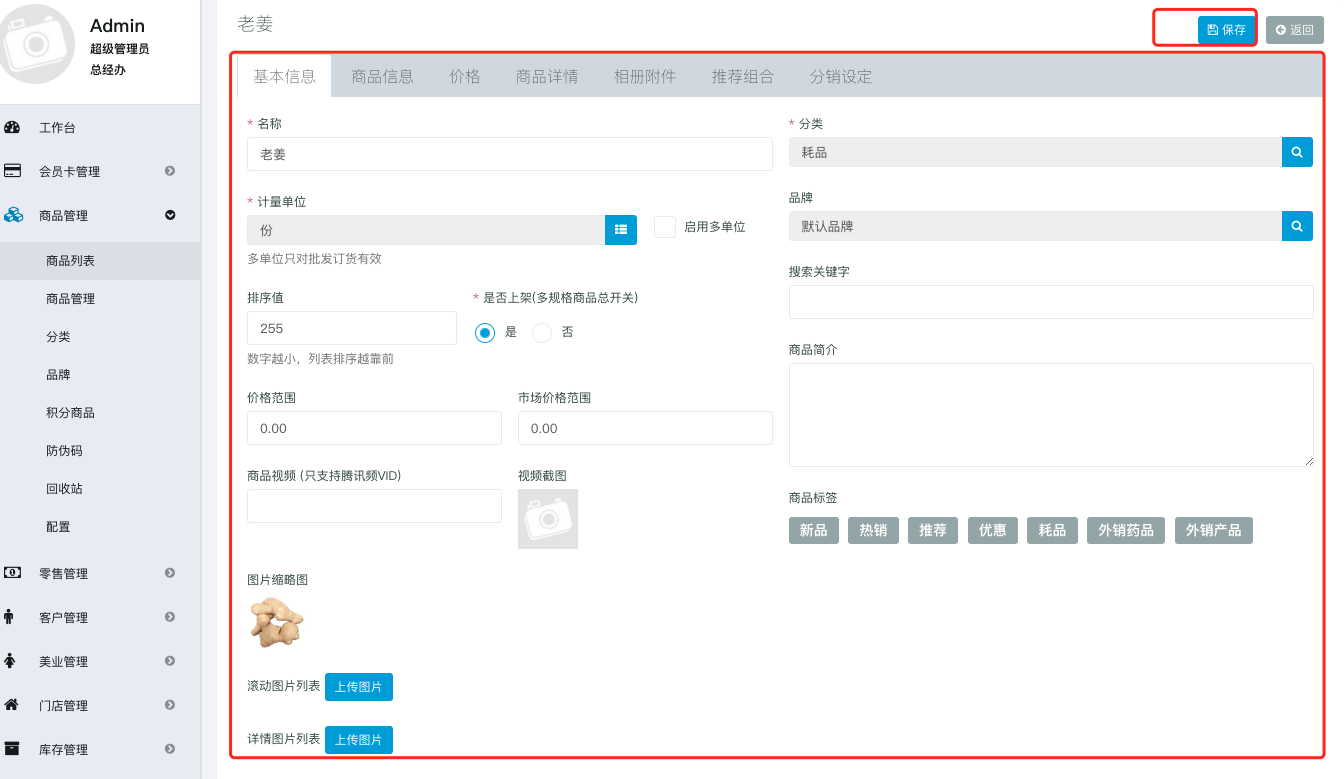 Admin
超级管理员
总经办
工作台
会员卡管理
商品管理
商品列表
商品管理
分类
品牌
积分商品
防伪码
回收站
配置
零售管理
客户管理
美业管理
门店管理
库存管理
老姜
保存
返回
基本信息 商品信息 价格 商品详情 相册附件 推荐组合 分销设定
* 名称
老姜
* 计量单位
份
启用多单位
多单位只对批发订货有效
排序值
255
数字越小，列表排序越靠前
* 是否上架(多规格商品总开关)
是 否
价格范围
0.00
市场价格范围
0.00
商品视频 (只支持腾讯频VID)
视频截图
图片缩略图
滚动图片列表 上传图片
详情图片列表 上传图片
* 分类
耗品
品牌
默认品牌
搜索关键字
商品简介
商品标签
新品 热销 推荐 优惠 耗品 外销药品 外销产品